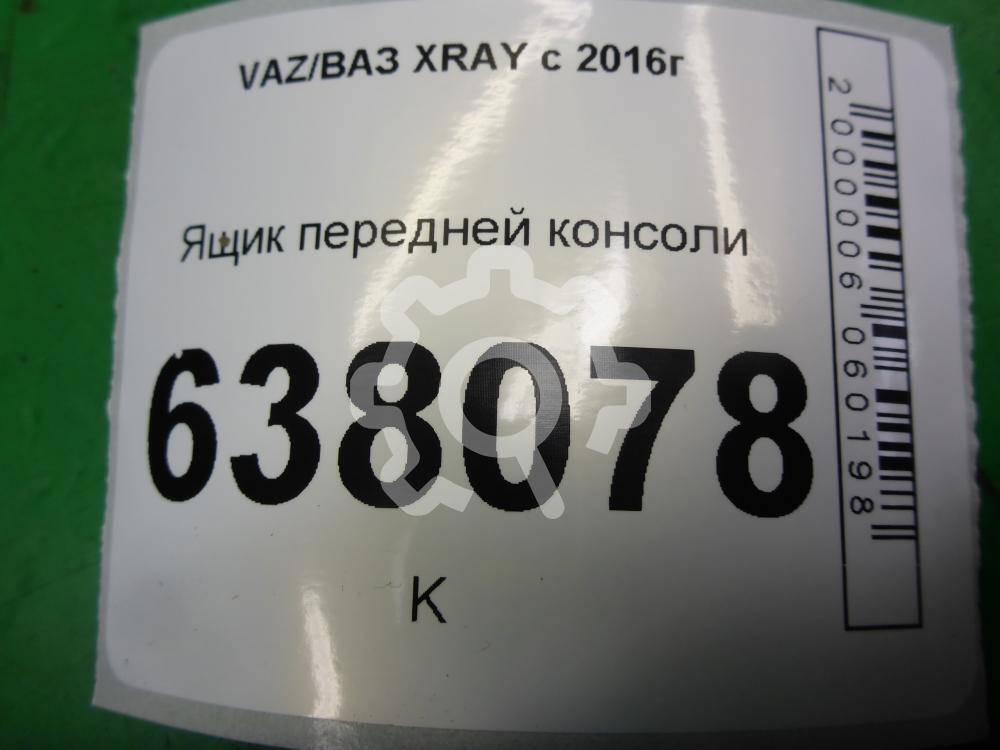 VAZ/ВАЗ XRAY с 2016г
Ящик передней консоли
638078
К
2000006060198